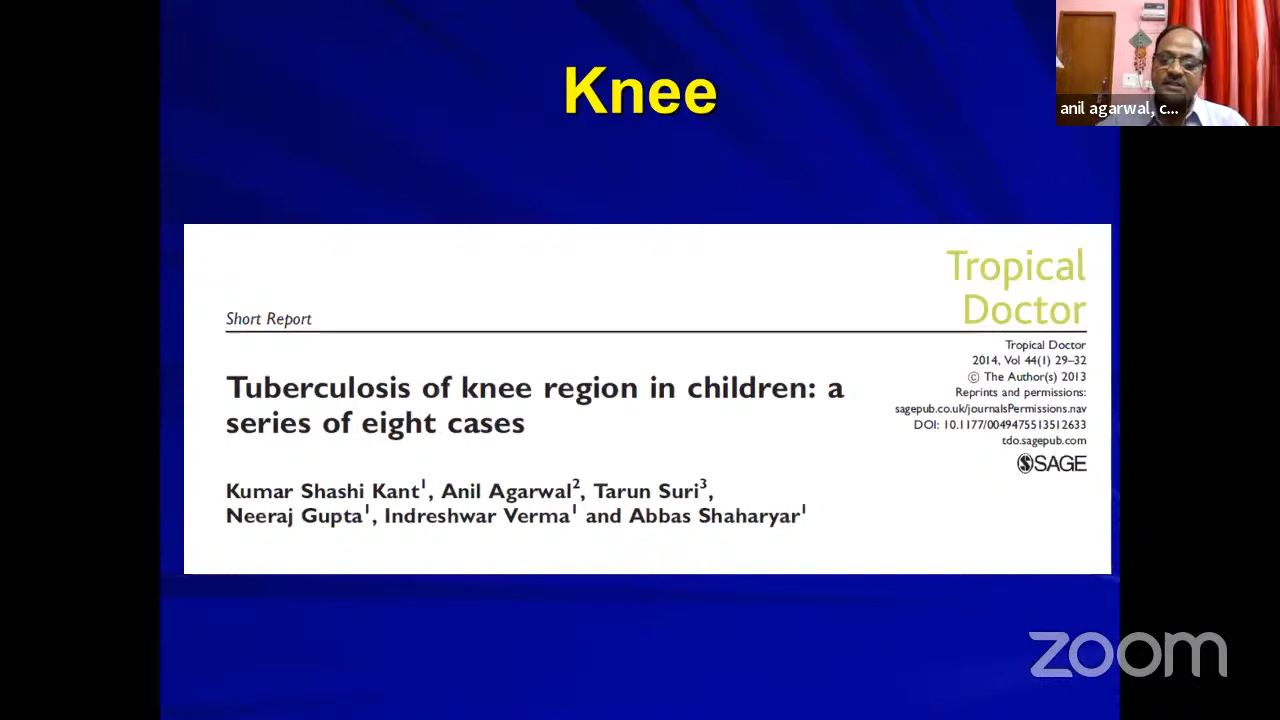 Knee
anil agarwal, c...
Tropical
Doctor
Short Report
Tropical Doctor
2014, Vol 44(1) 29–32
© The Author(s) 2013
Reprints and permissions:
sagepub.co.uk/journalsPermissions.nav
DOI: 10.1177/0049475513512633
tdo.sagepub.com
SAGE
Tuberculosis of knee region in children: a
series of eight cases
Kumar Shashi Kant1, Anil Agarwal2, Tarun Suri3,
Neeraj Gupta1, Indreshwar Verma1 and Abbas Shaharyar1
zoom